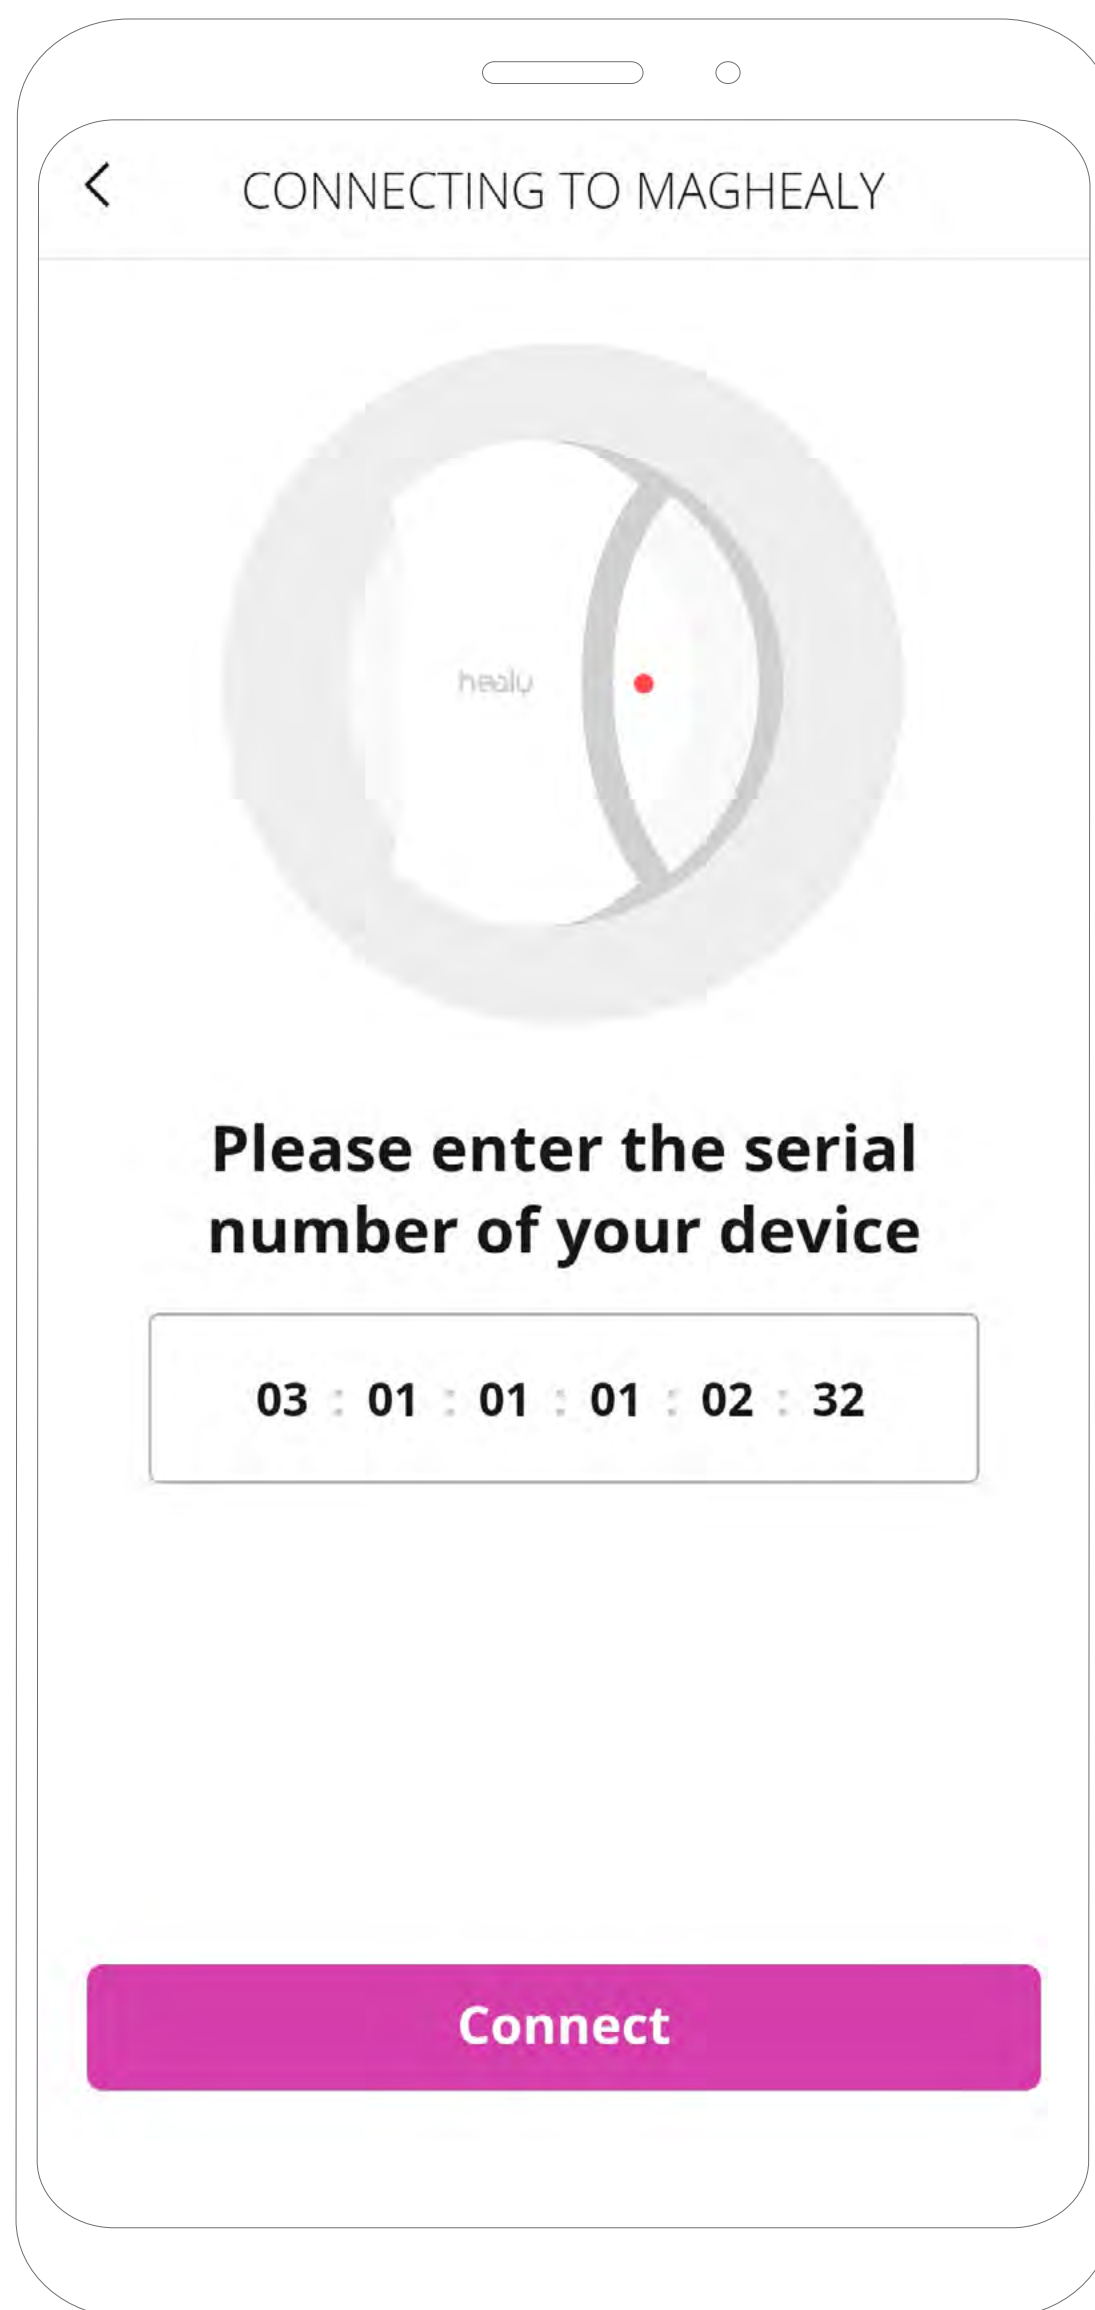 CONNECTING TO MAGHEALY
healy
Please enter the serial
number of your device
03 : 01 : 01 : 01 : 02 : 32
Connect